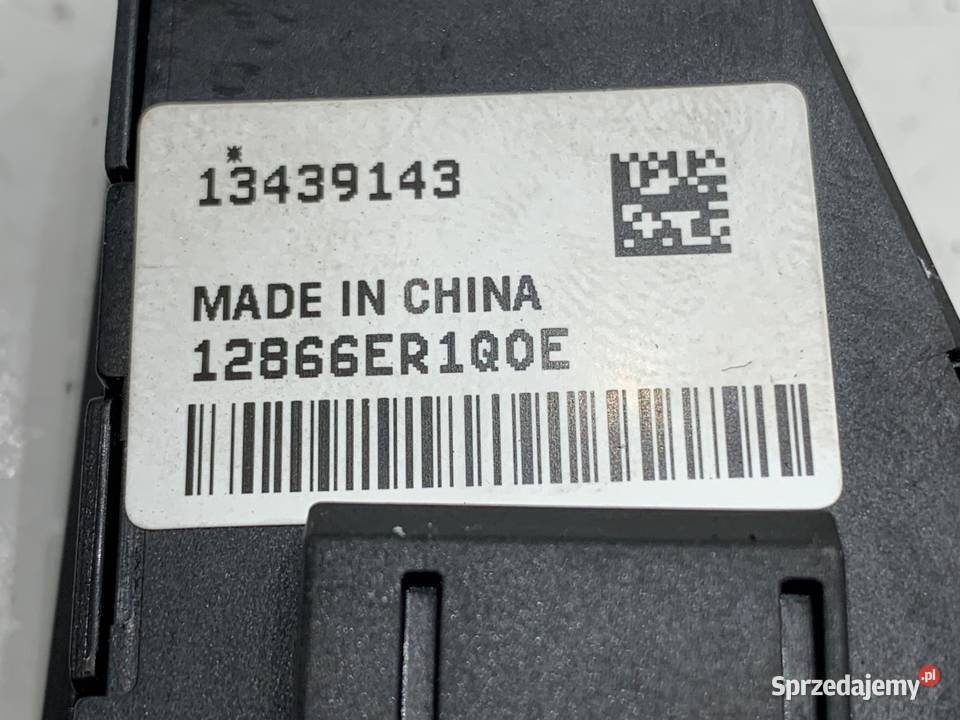 13439143
MADE IN CHINA
12866ER1Q0E
Sprzedajemy.pl